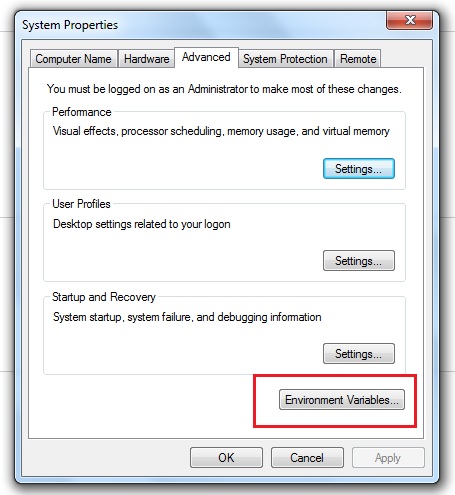 System Properties
Computer Name Hardware Advanced System Protection Remote
You must be logged on as an Administrator to make most of these changes.
Performance
Visual effects, processor scheduling, memory usage, and virtual memory
Settings...
User Profiles
Desktop settings related to your logon
Settings...
Startup and Recovery
System startup, system failure, and debugging information
Settings...
Environment Variables...
OK Cancel Apply